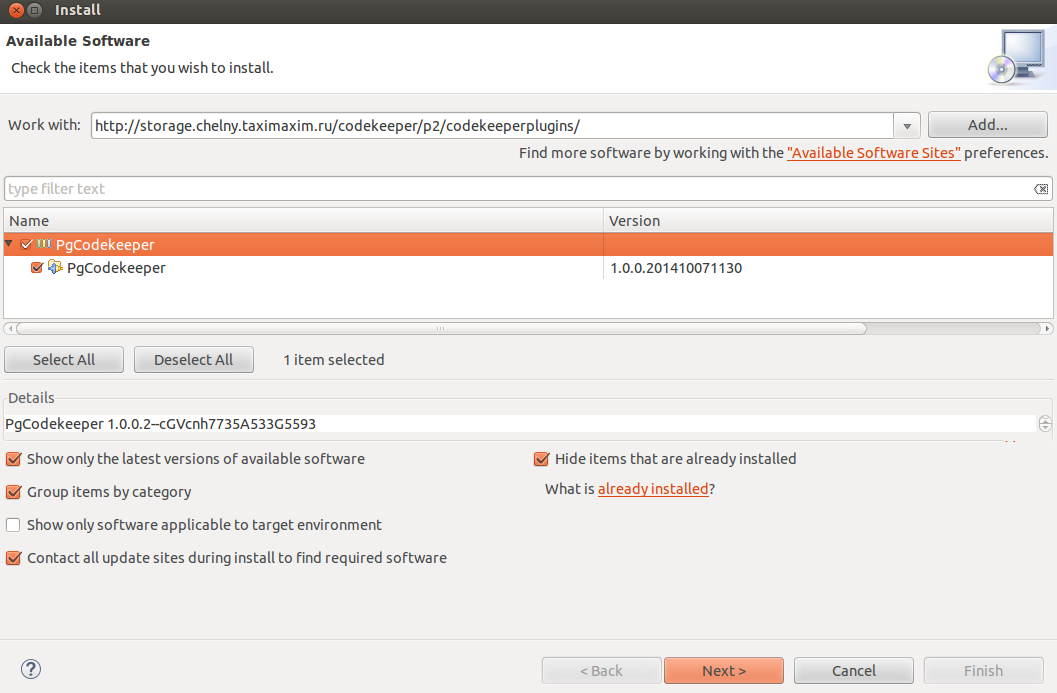 Install
Available Software
Check the items that you wish to install.
Work with: http://storage.chelny.taximaxim.ru/codekeeper/p2/codekeeperplugins/ Add...
Find more software by working with the "Available Software Sites" preferences.
type filter text
Name Version
PgCodekeeper
PgCodekeeper 1.0.0.201410071130
Select All Deselect All 1 item selected
Details
PgCodekeeper 1.0.0.2--cGVcnh7735A533G5593
Show only the latest versions of available software Hide items that are already installed
Group items by category What is already installed?
Show only software applicable to target environment
Contact all update sites during install to find required software
? < Back Next > Cancel Finish